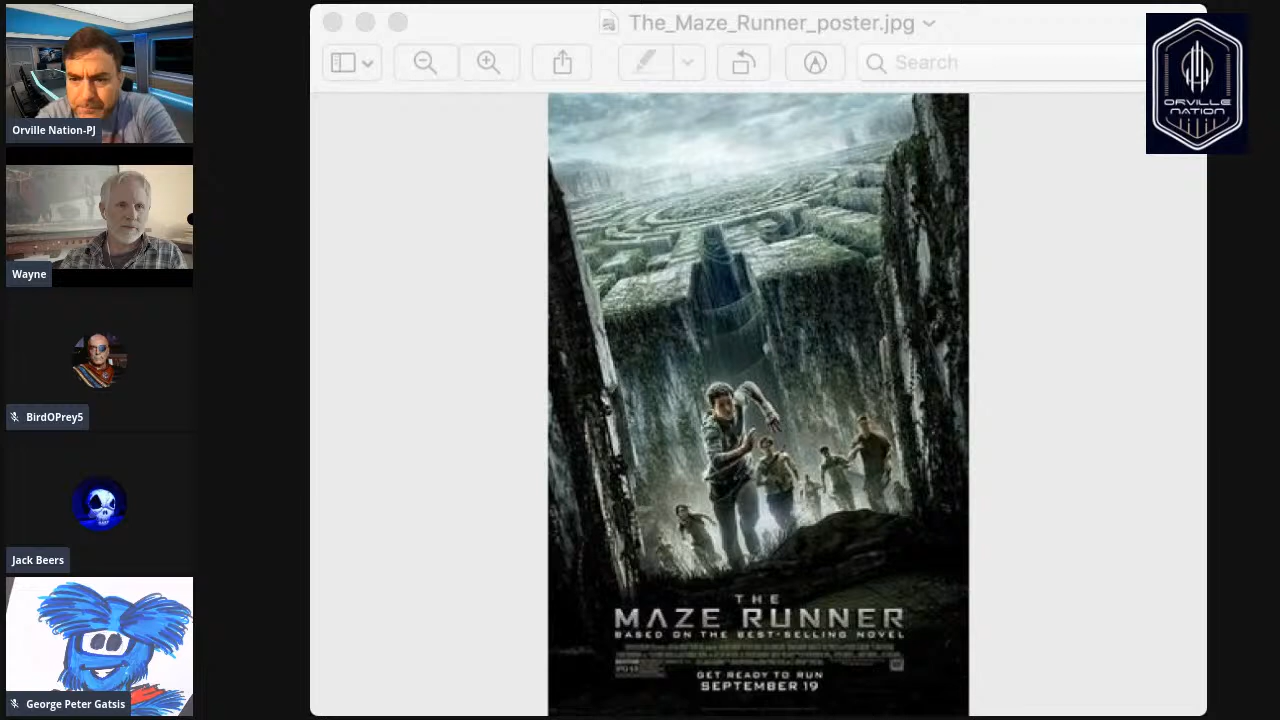 Orville Nation-PJ
Wayne
BirdOPrey5
Jack Beers
George Peter Gatsis
The_Maze_Runner_poster.jpg
Search
ORVILLE
NATION
THE
MAZE RUNNER
BASED ON THE BEST-SELLING NOVEL
GET READY TO RUN
SEPTEMBER 19